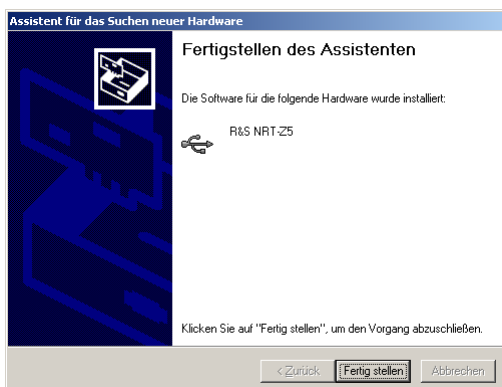 Assistent für das Suchen neuer Hardware
Fertigstellen des Assistenten
Die Software für die folgende Hardware wurde installiert:
R&S NRT-Z5
Klicken Sie auf "Fertig stellen", um den Vorgang abzuschließen.
< Zurück Fertig stellen Abbrechen